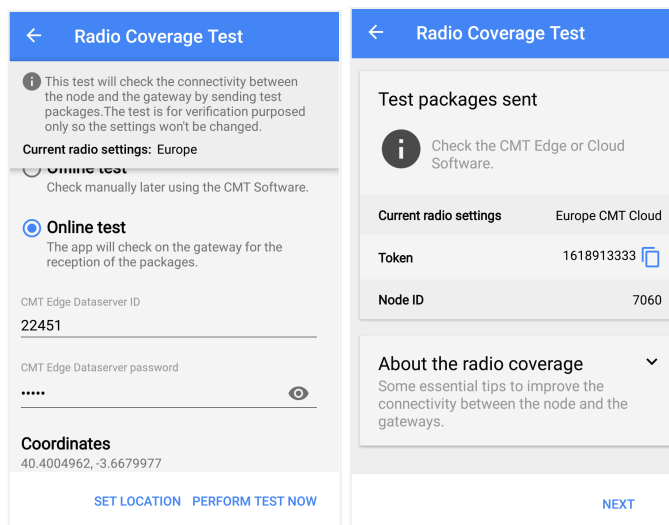 Radio Coverage Test
This test will check the connectivity between
the node and the gateway by sending test
packages.The test is for verification purposed
only so the settings won't be changed.
Current radio settings: Europe
Offline test
Check manually later using the CMT Software.
Online test
The app will check on the gateway for the
reception of the packages.
CMT Edge Dataserver ID
22451
CMT Edge Dataserver password
•••••
Coordinates
40.4004962, -3.6679977
SET LOCATION PERFORM TEST NOW
Radio Coverage Test
Test packages sent
Check the CMT Edge or Cloud
Software.
Current radio settings Europe CMT Cloud
Token 1618913333
Node ID 7060
About the radio coverage
Some essential tips to improve the
connectivity between the node and the
gateways.
NEXT